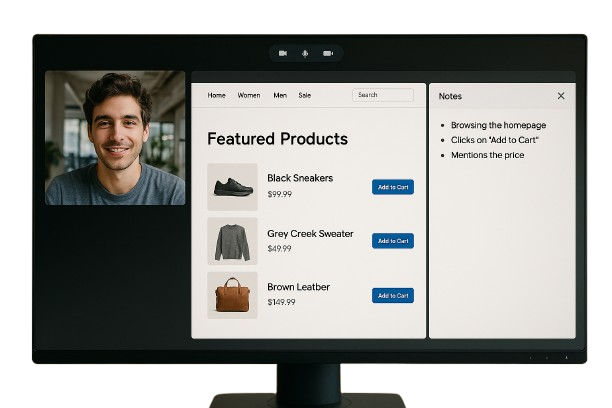 Home Women Men Sale Search
Featured Products
Black Sneakers
$99.99
Add to Cart
Grey Creek Sweater
$49.99
Add to Cart
Brown Leatber
$149.99
Add to Cart
Notes
Browsing the homepage
Clicks on "Add to Cart"
Mentions the price